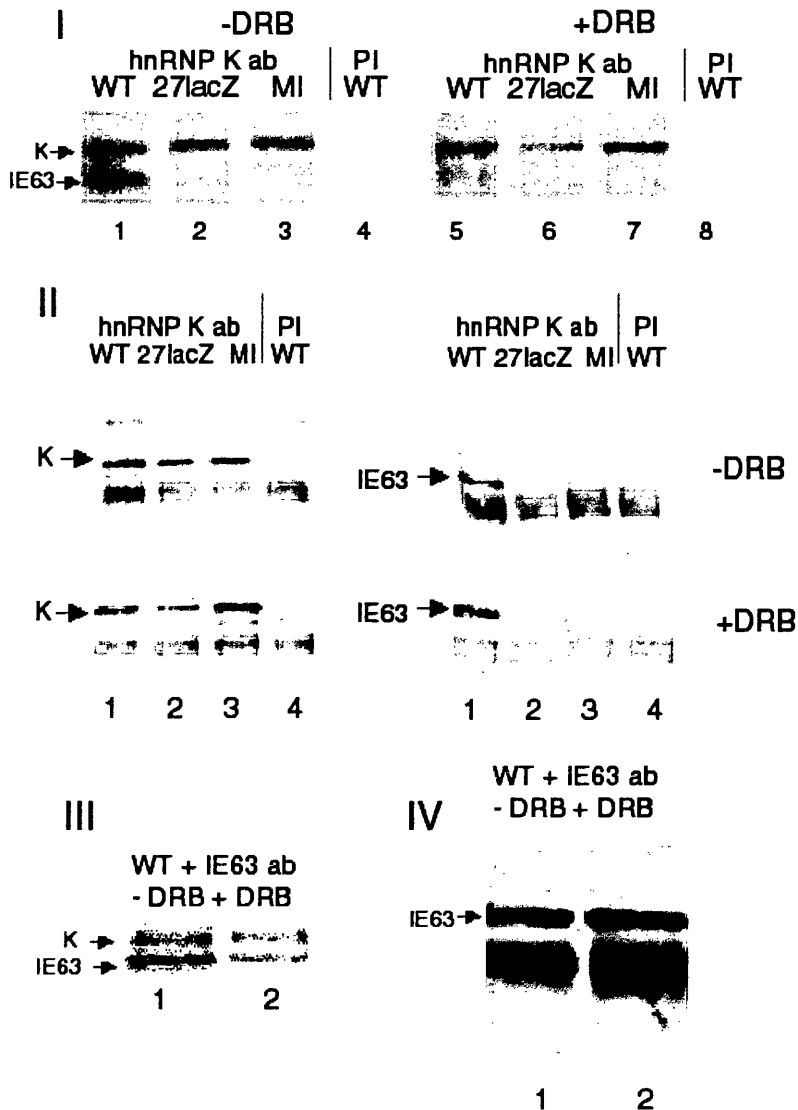 I -DRB +DRB
hnRNP K ab | PI hnRNP K ab | PI
WT 27lacZ MI | WT WT 27lacZ MI | WT
K
IE63
1 2 3 4 5 6 7 8
II
hnRNP K ab | PI hnRNP K ab | PI
WT 27lacZ MI | WT WT 27lacZ MI | WT
K IE63 -DRB
K IE63 +DRB
1 2 3 4 1 2 3 4
III
WT + IE63 ab
- DRB + DRB
K
IE63
1 2
IV
WT + IE63 ab
- DRB + DRB
IE63
1 2